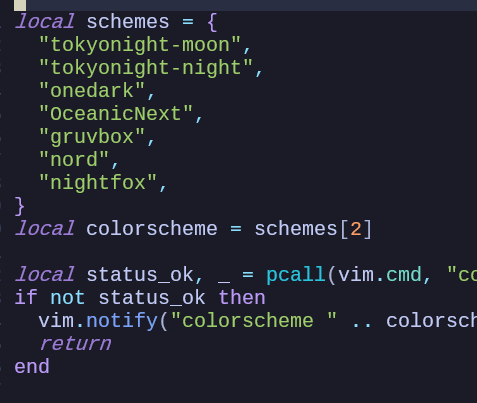 local schemes = {
  "tokyonight-moon",
  "tokyonight-night",
  "onedark",
  "OceanicNext",
  "gruvbox",
  "nord",
  "nightfox",
}
local colorscheme = schemes[2]
local status_ok, _ = pcall(vim.cmd, "co
if not status_ok then
  vim.notify("colorscheme " .. colorsch
  return
end